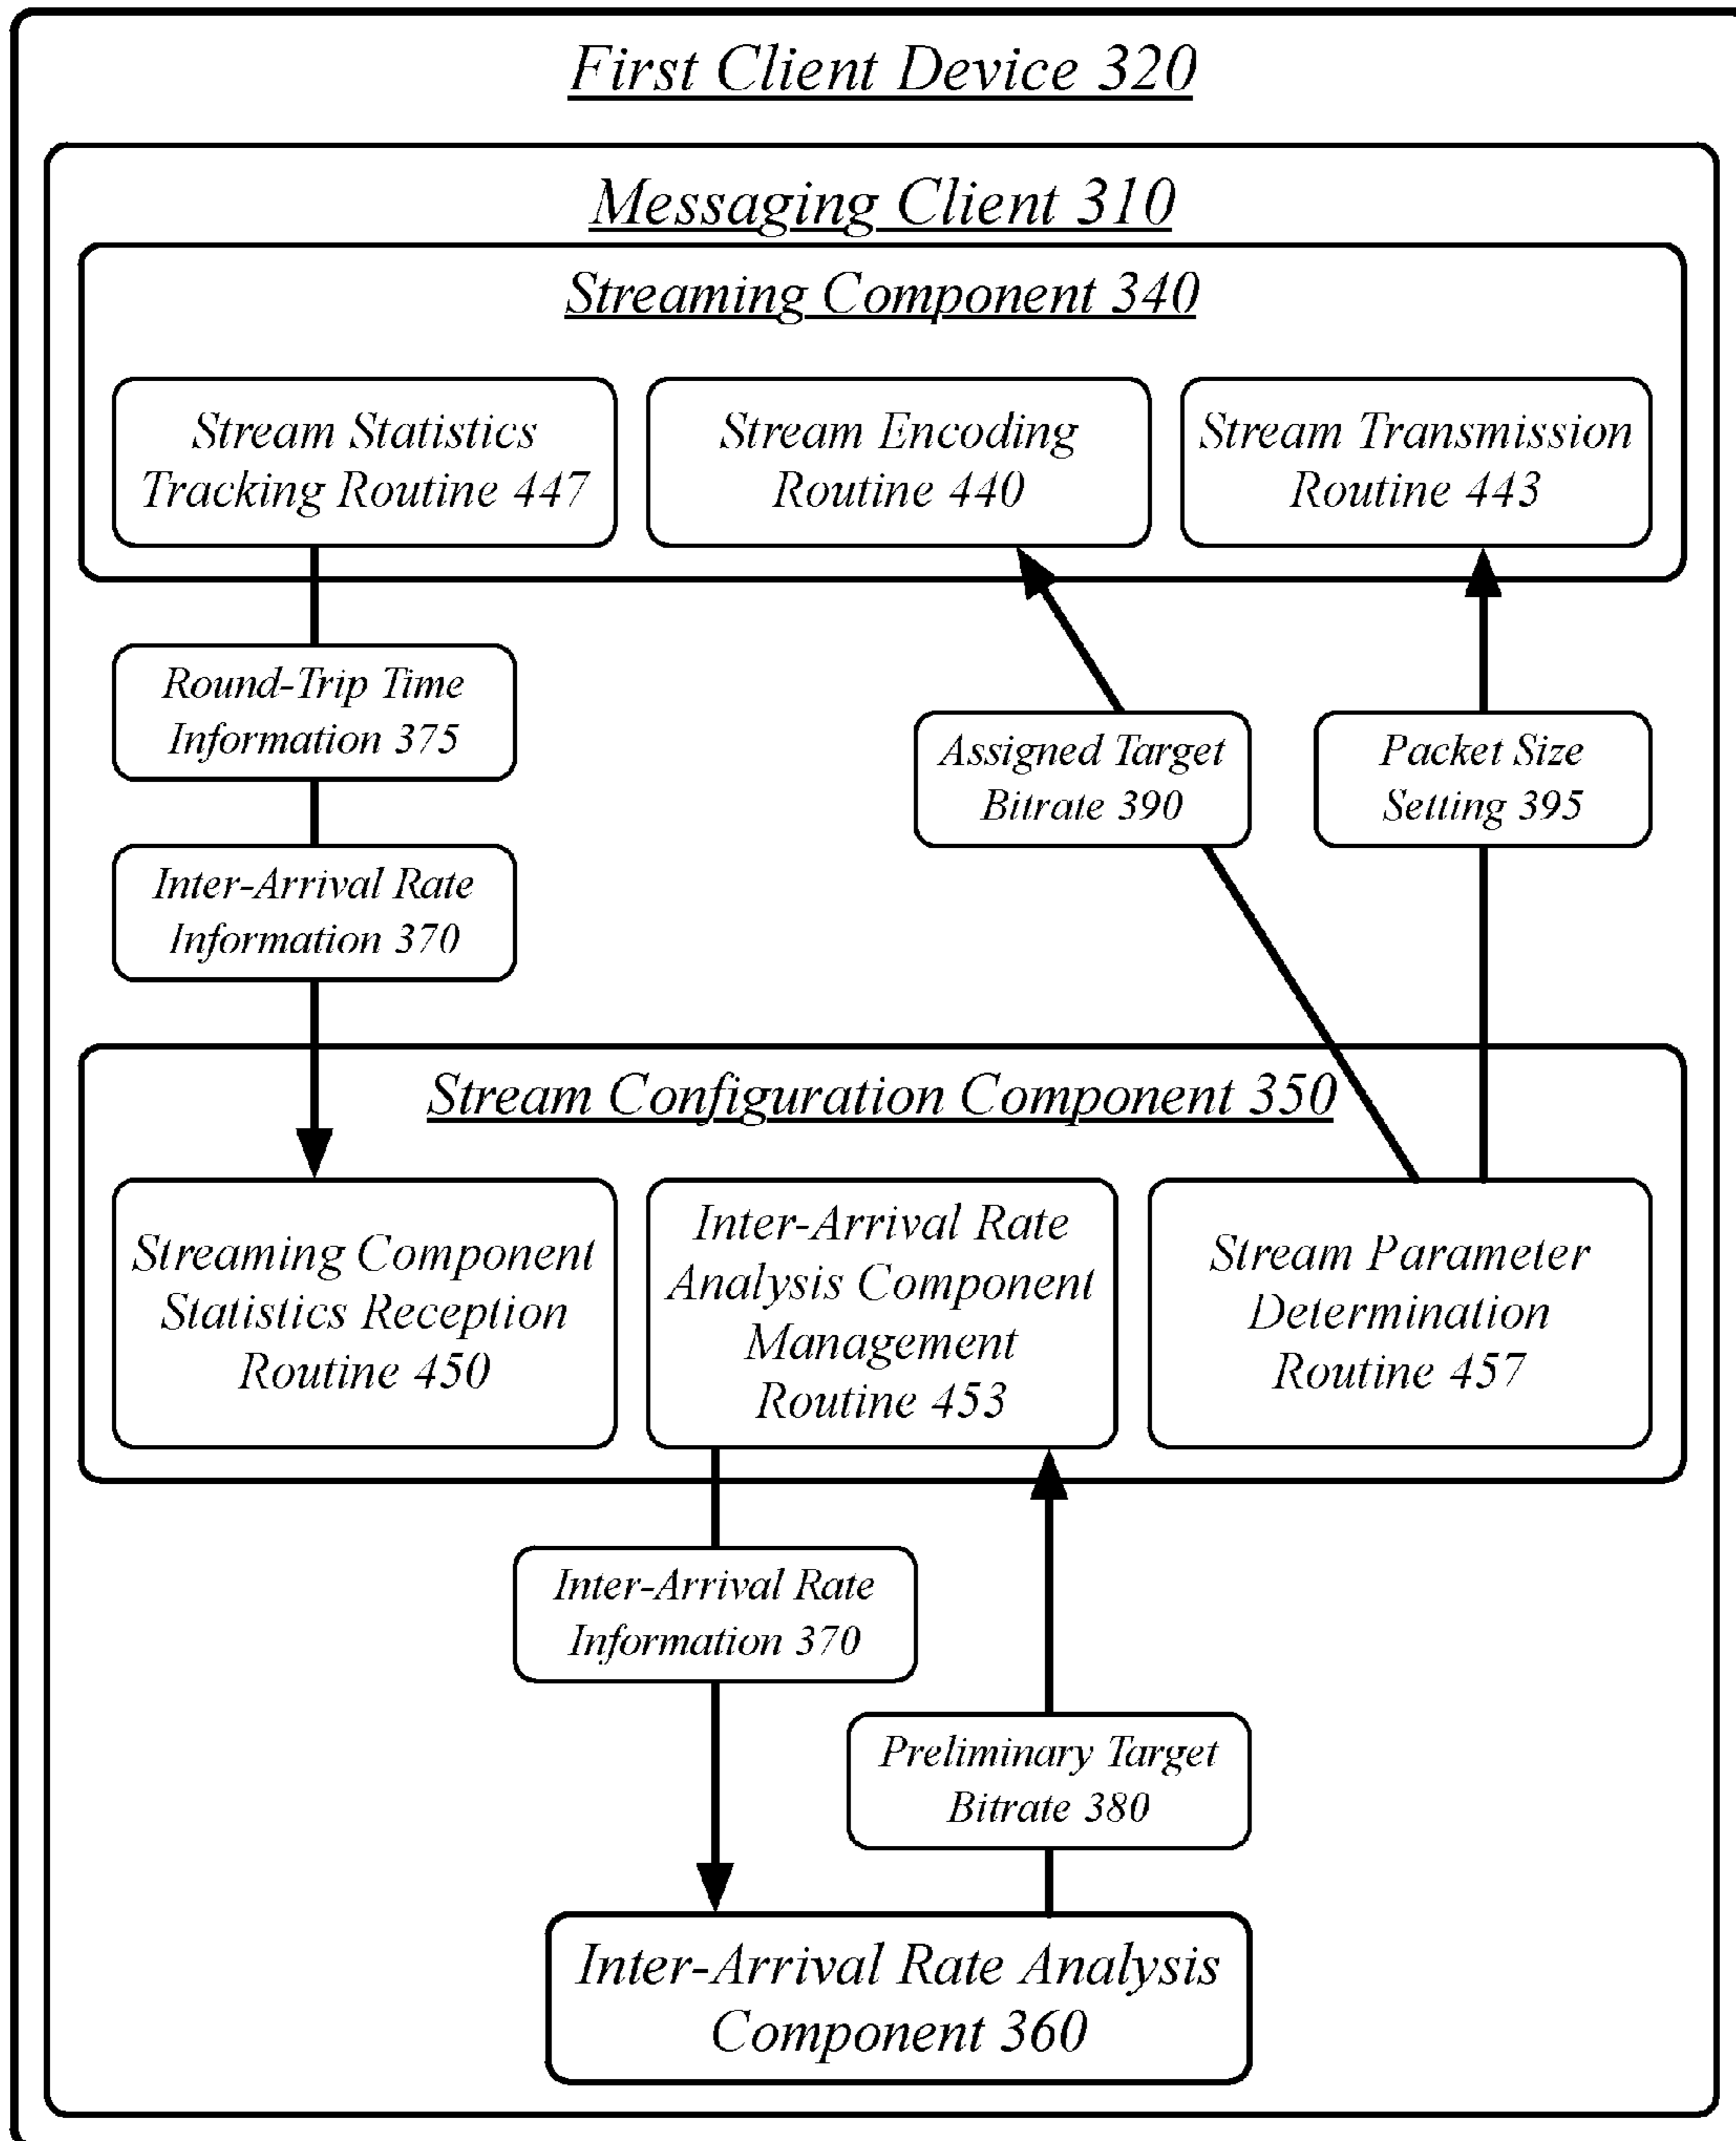 First Client Device 320
Messaging Client 310
Streaming Component 340
Stream Statistics
Tracking Routine 447
Stream Encoding
Routine 440
Stream Transmission
Routine 443
Round-Trip Time
Information 375
Assigned Target
Bitrate 390
Packet Size
Setting 395
Inter-Arrival Rate
Information 370
Stream Configuration Component 350
Streaming Component
Statistics Reception
Routine 450
Inter-Arrival Rate
Analysis Component
Management
Routine 453
Stream Parameter
Determination
Routine 457
Inter-Arrival Rate
Information 370
Preliminary Target
Bitrate 380
Inter-Arrival Rate Analysis
Component 360